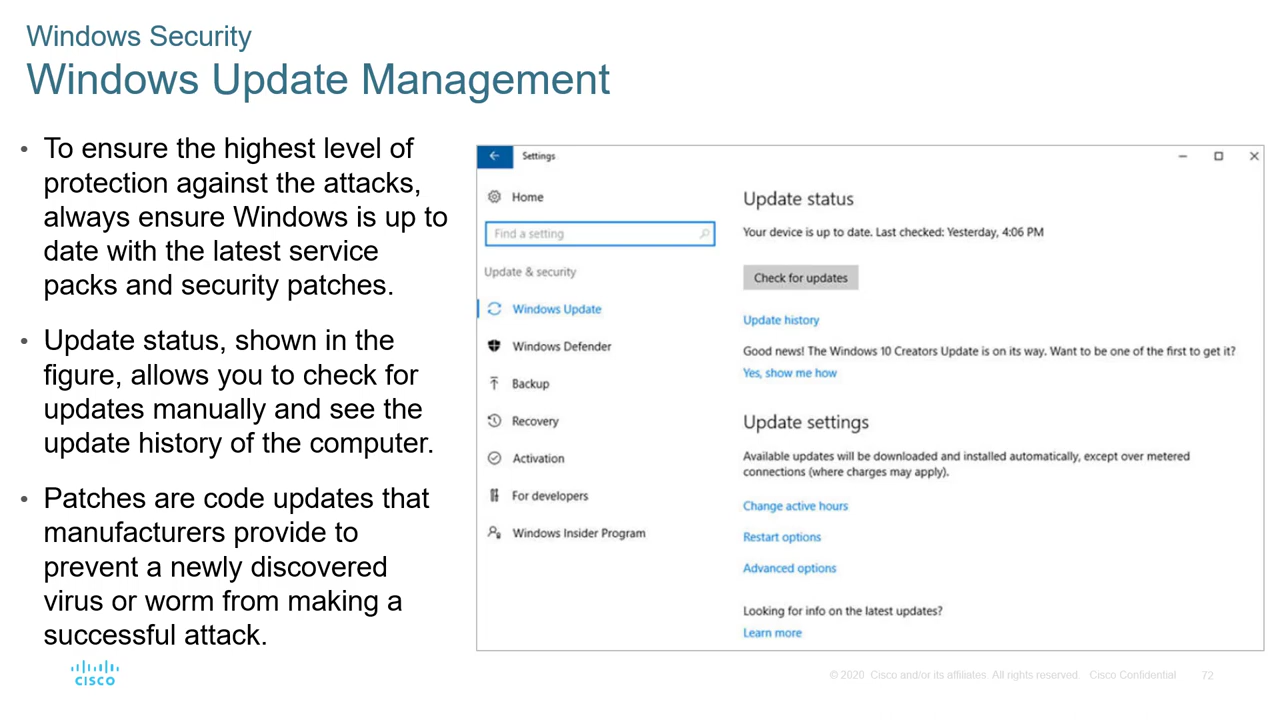 Windows Security
Windows Update Management
• To ensure the highest level of
protection against the attacks,
always ensure Windows is up to
date with the latest service
packs and security patches.
• Update status, shown in the
figure, allows you to check for
updates manually and see the
update history of the computer.
• Patches are code updates that
manufacturers provide to
prevent a newly discovered
virus or worm from making a
successful attack.
Settings
Home
Find a setting
Update & security
Windows Update
Windows Defender
Backup
Recovery
Activation
For developers
Windows Insider Program
Update status
Your device is up to date. Last checked: Yesterday, 4:06 PM
Check for updates
Update history
Good news! The Windows 10 Creators Update is on its way. Want to be one of the first to get it?
Yes, show me how
Update settings
Available updates will be downloaded and installed automatically, except over metered
connections (where charges may apply).
Change active hours
Restart options
Advanced options
Looking for info on the latest updates?
Learn more
CISCO
© 2020 Cisco and/or its affiliates. All rights reserved. Cisco Confidential
72